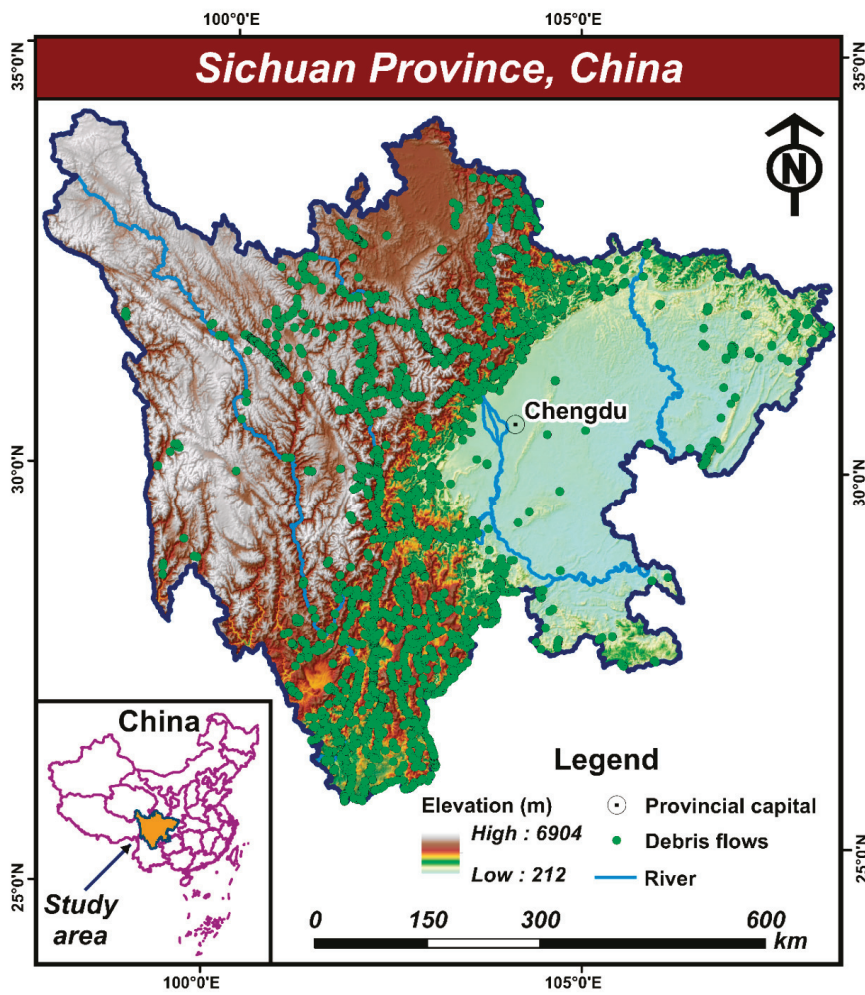 100°0'E
105°0'E
35°0'N
35°0'N
Sichuan Province, China
N
Chengdu
30°0'N
30°0'N
China
Study
area
Legend
Elevation (m)
High : 6904
Low : 212
Provincial capital
Debris flows
River
25°0'N
25°0'N
0
150
300
600
km
100°0'E
105°0'E